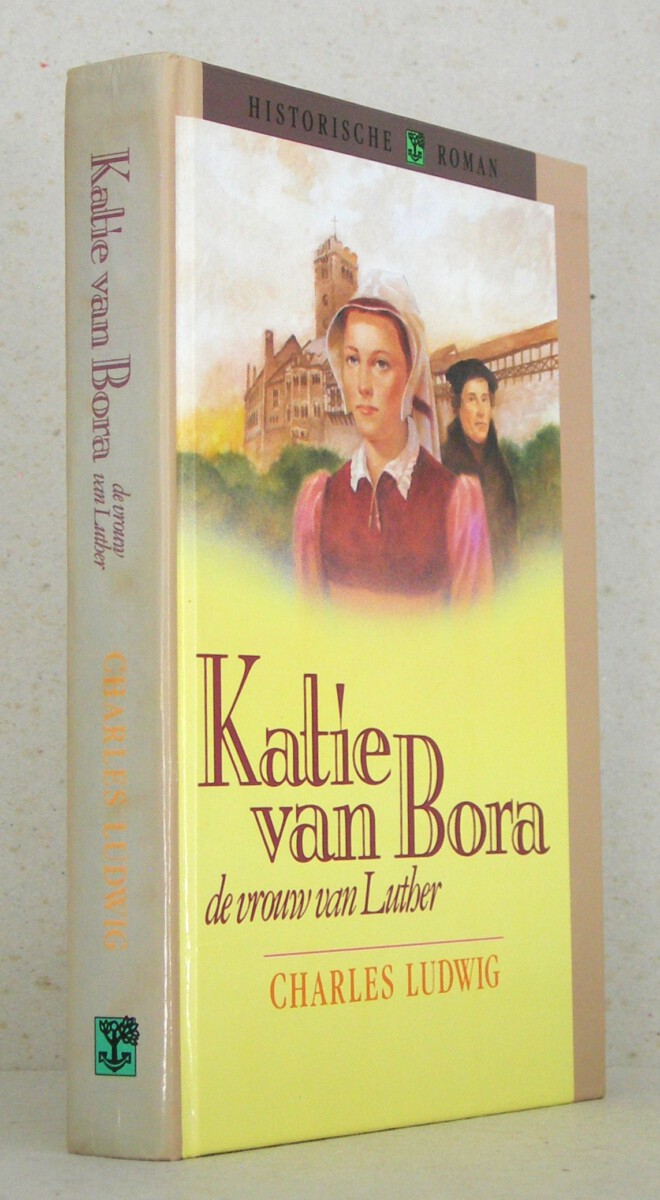 Katie van Bora
de vrouw
van Luther
CHARLES LUDWIG
HISTORISCHE ROMAN
Katie
van Bora
de vrouw van Luther
CHARLES LUDWIG